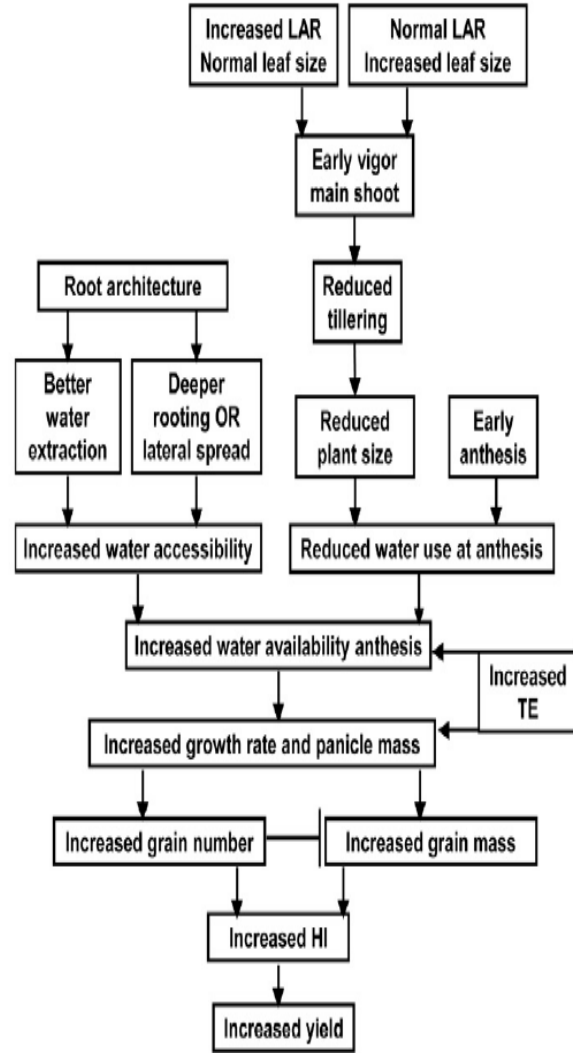 Increased LAR
Normal leaf size
Normal LAR
Increased leaf size
Early vigor
main shoot
Root architecture
Reduced
tillering
Better
water
extraction
Deeper
rooting OR
lateral spread
Reduced
plant size
Early
anthesis
Increased water accessibility
Reduced water use at anthesis
Increased water availability anthesis
Increased
TE
Increased growth rate and panicle mass
Increased grain number
Increased grain mass
Increased HI
Increased yield